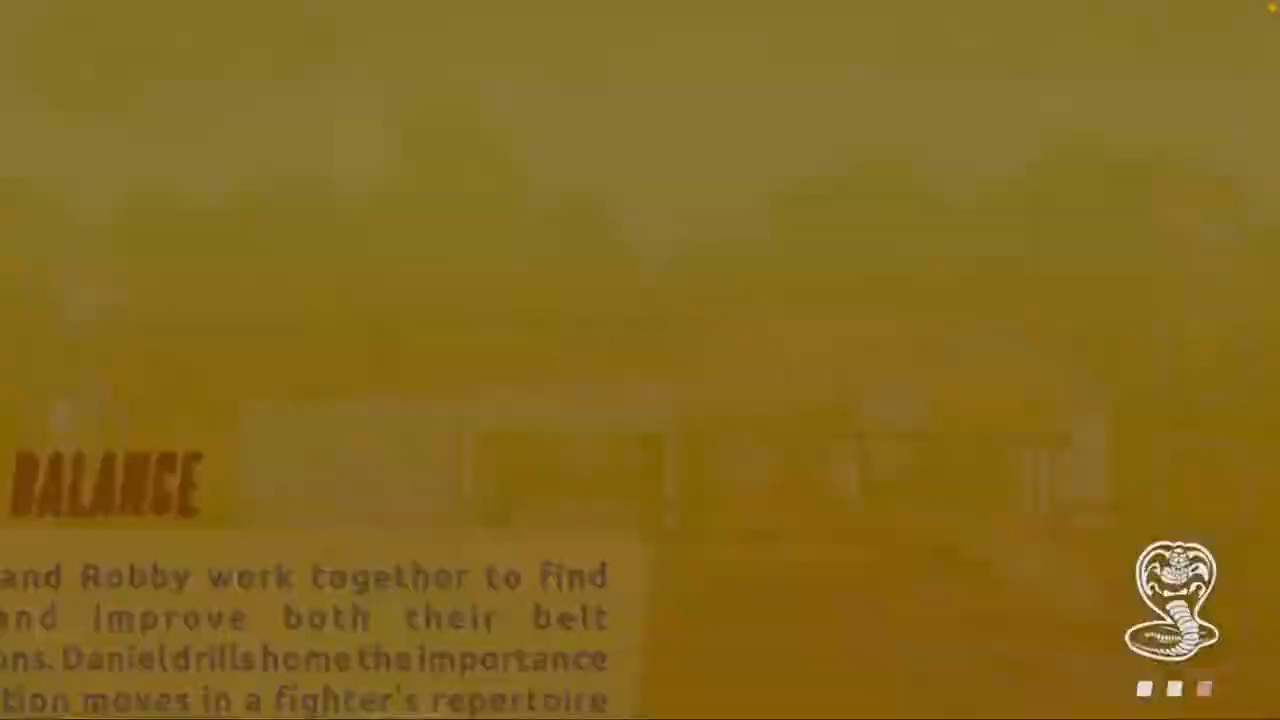 BALANCE
and Robby work together to find
and improve both their belt
ons. Daniel drills home the importance
tion moves in a fighter's repertoire